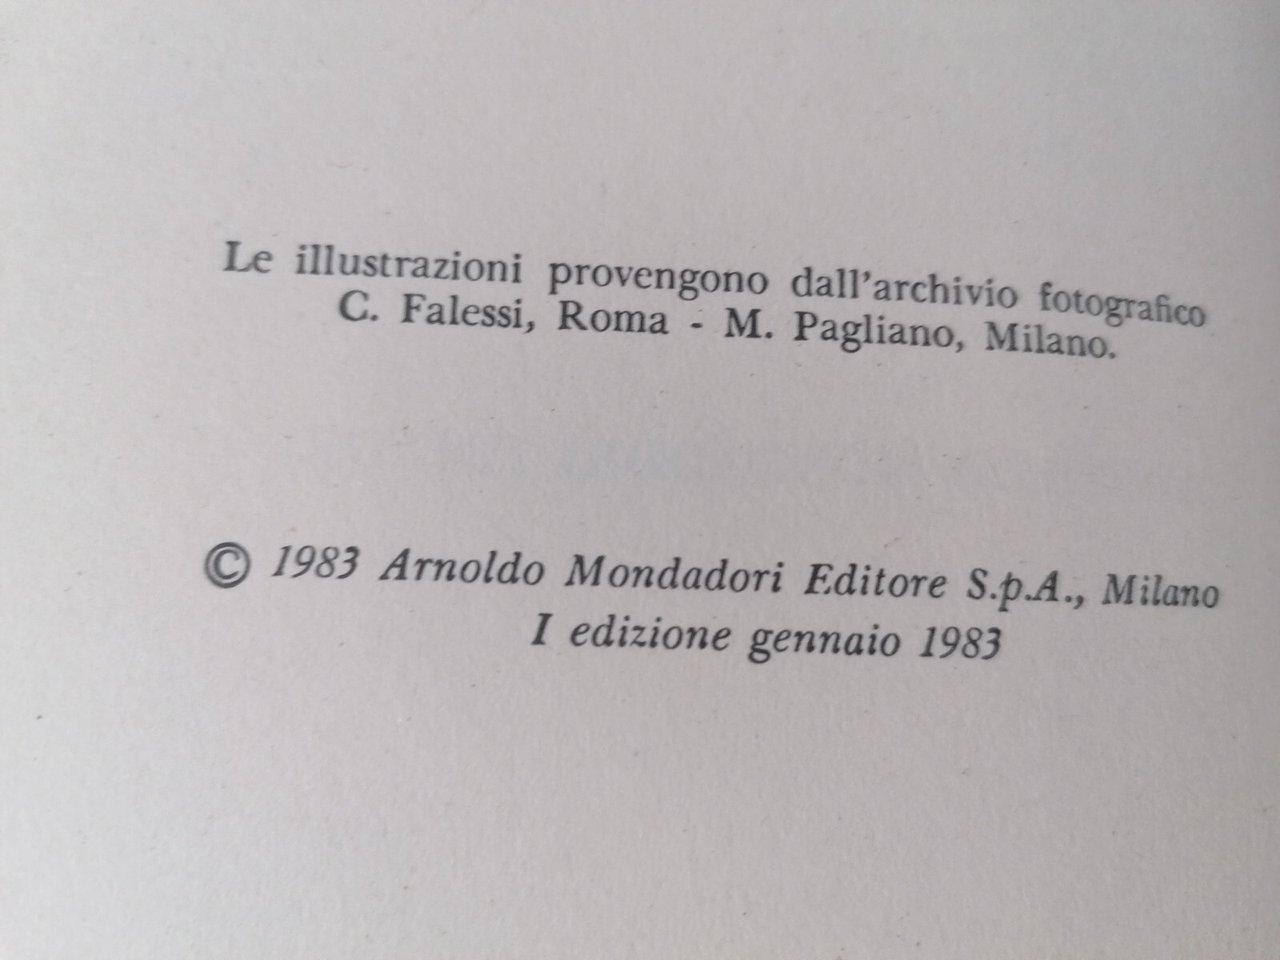 Le illustrazioni provengono dall'archivio fotografico
C. Falessi, Roma - M. Pagliano, Milano.
© 1983 Arnoldo Mondadori Editore S.p.A., Milano
I edizione gennaio 1983